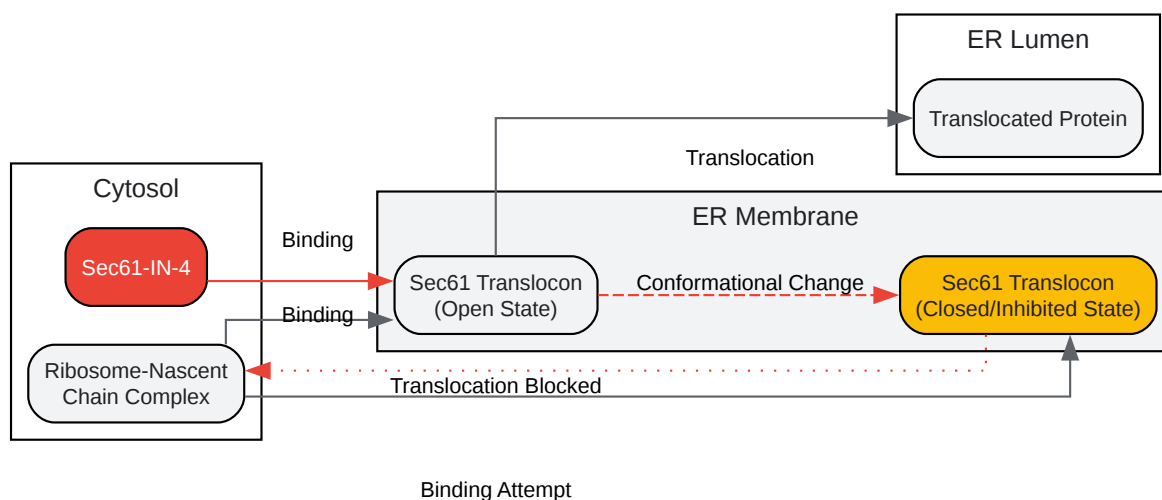 ER Lumen
Translocated Protein
Translocation
Cytosol
Sec61-IN-4
Binding
Binding
Ribosome-Nascent
Chain Complex
ER Membrane
Sec61 Translocon
(Open State)
Conformational Change
Sec61 Translocon
(Closed/Inhibited State)
Translocation Blocked
Binding Attempt